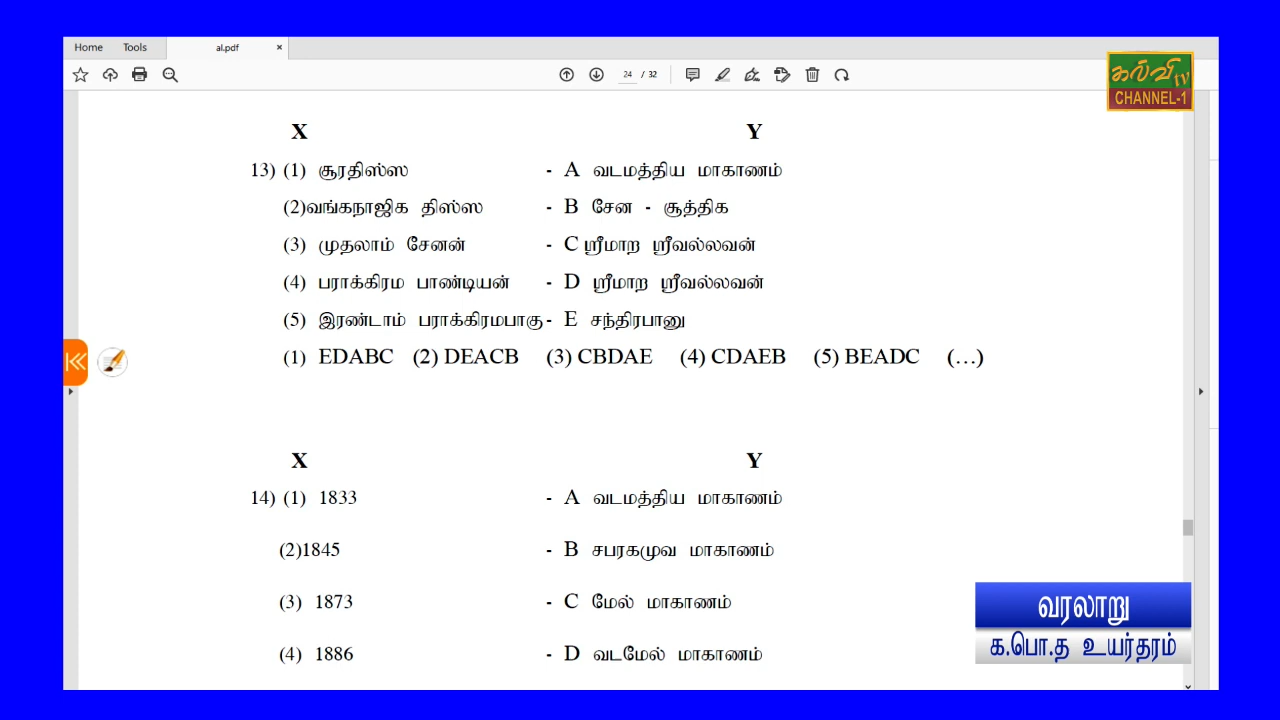 Home Tools al.pdf ×
24 / 32
கல்வி tv
CHANNEL-1
X Y
13) (1) சூரதிஸ்ஸ - A வடமத்திய மாகாணம்
(2)வங்கநாஜிக திஸ்ஸ - B சேன - சூத்திக
(3) முதலாம் சேனன் - C ஸ்ரீமாற ஸ்ரீவல்லவன்
(4) பராக்கிரம பாண்டியன் - D ஸ்ரீமாற ஸ்ரீவல்லவன்
(5) இரண்டாம் பராக்கிரமபாகு - E சந்திரபானு
(1) EDABC (2) DEACB (3) CBDAE (4) CDAEB (5) BEADC (…)
X Y
14) (1) 1833 - A வடமத்திய மாகாணம்
(2)1845 - B சபரகமுவ மாகாணம்
(3) 1873 - C மேல் மாகாணம்
(4) 1886 - D வடமேல் மாகாணம்
வரலாறு
க.பொ.த உயர்தரம்